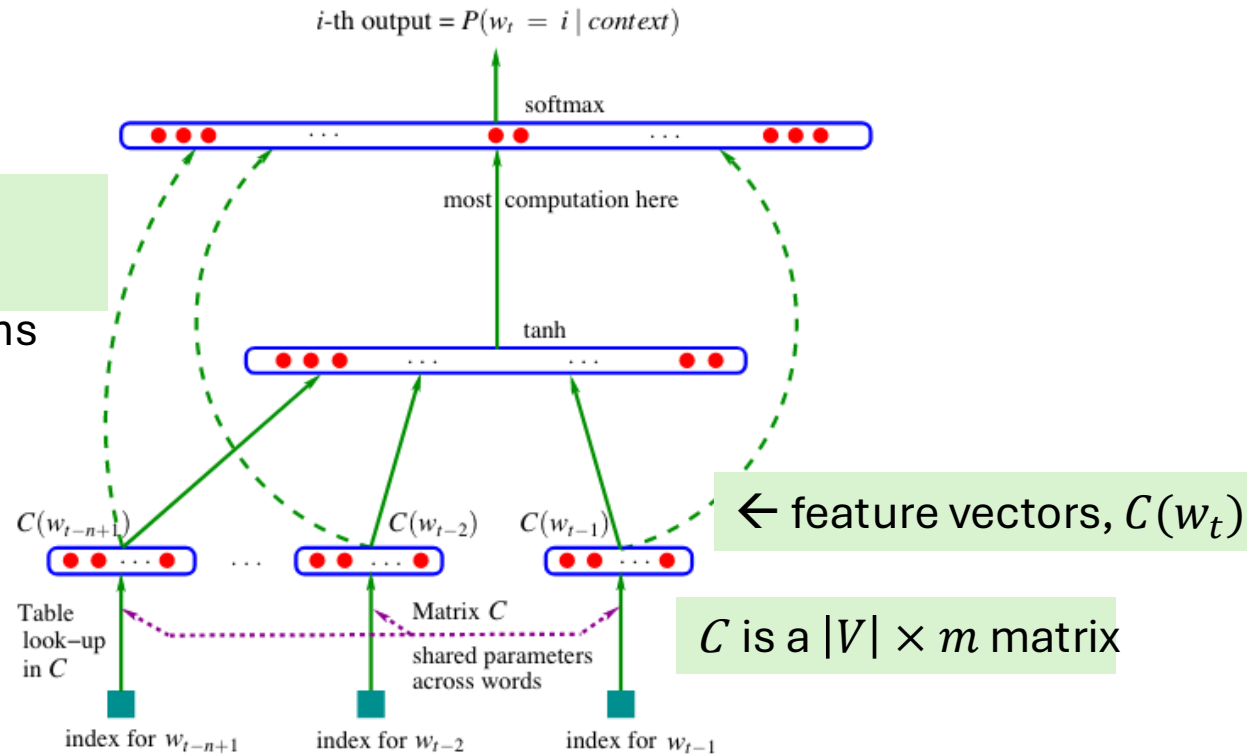 i-th output = P(w_t = i | context)
softmax
. . .
. . .
most computation here
ns
tanh
. . .
. . .
C(w_{t−n+1})
C(w_{t−2})
C(w_{t−1})
← feature vectors, C(w_t)
. . .
. . .
. . .
. . .
Table
look−up
in C
Matrix C
shared parameters
across words
C is a |V| × m matrix
index for w_{t−n+1}
index for w_{t−2}
index for w_{t−1}